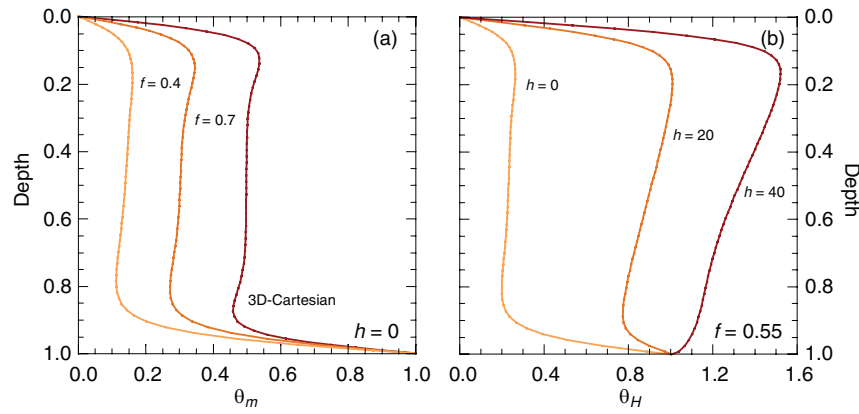 (a)
0.0
0.2
0.4
0.6
0.8
1.0
Depth
f = 0.4
f = 0.7
3D-Cartesian
h = 0
0.0 0.2 0.4 0.6 0.8 1.0
θm
(b)
0.0
0.2
0.4
0.6
0.8
1.0
Depth
h = 0
h = 20
h = 40
f = 0.55
0.0 0.4 0.8 1.2 1.6
θH